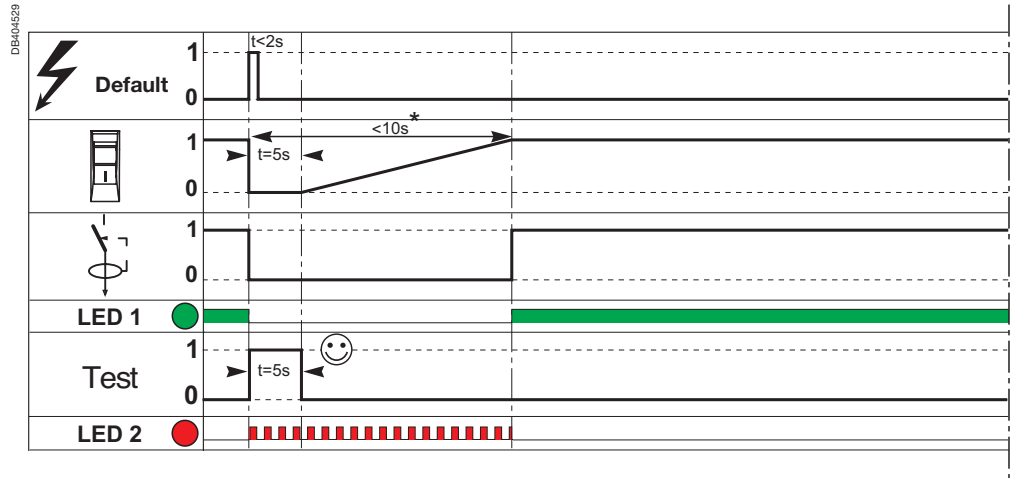 DB404529
t<2s
1
Default
0
<10s*
1
t=5s
0
1
0
LED 1
1
t=5s
Test
0
LED 2